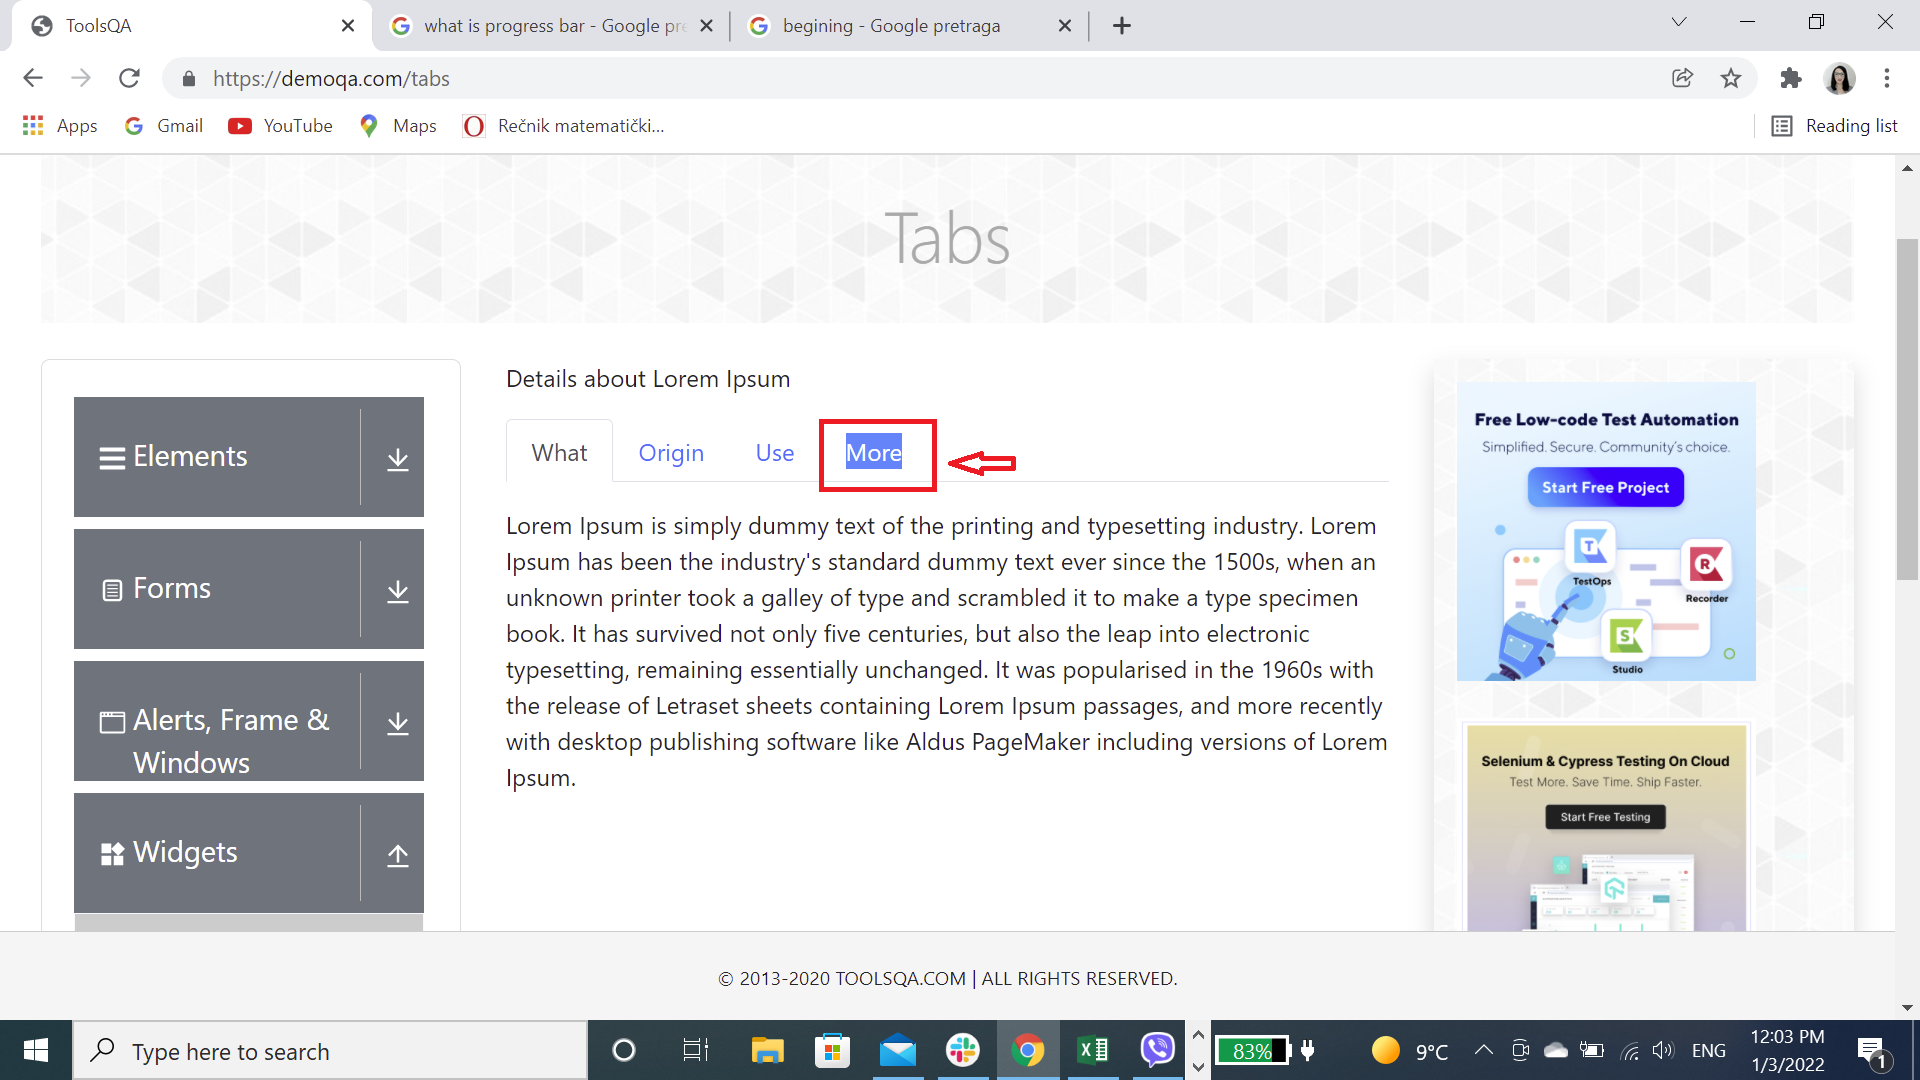 ToolsQA
what is progress bar - Google pre
begining - Google pretraga
https://demoqa.com/tabs
Apps
Gmail
YouTube
Maps
Rečnik matematički...
Reading list
Tabs
Elements
Forms
Alerts, Frame &
Windows
Widgets
Details about Lorem Ipsum
What
Origin
Use
More
Lorem Ipsum is simply dummy text of the printing and typesetting industry. Lorem
Ipsum has been the industry's standard dummy text ever since the 1500s, when an
unknown printer took a galley of type and scrambled it to make a type specimen
book. It has survived not only five centuries, but also the leap into electronic
typesetting, remaining essentially unchanged. It was popularised in the 1960s with
the release of Letraset sheets containing Lorem Ipsum passages, and more recently
with desktop publishing software like Aldus PageMaker including versions of Lorem
Ipsum.
Free Low-code Test Automation
Simplified. Secure. Community's choice.
Start Free Project
TestOps
Recorder
Studio
Selenium & Cypress Testing On Cloud
Test More. Save Time. Ship Faster.
Start Free Testing
© 2013-2020 TOOLSQA.COM | ALL RIGHTS RESERVED.
Type here to search
83%
9°C
ENG
12:03 PM
1/3/2022
1